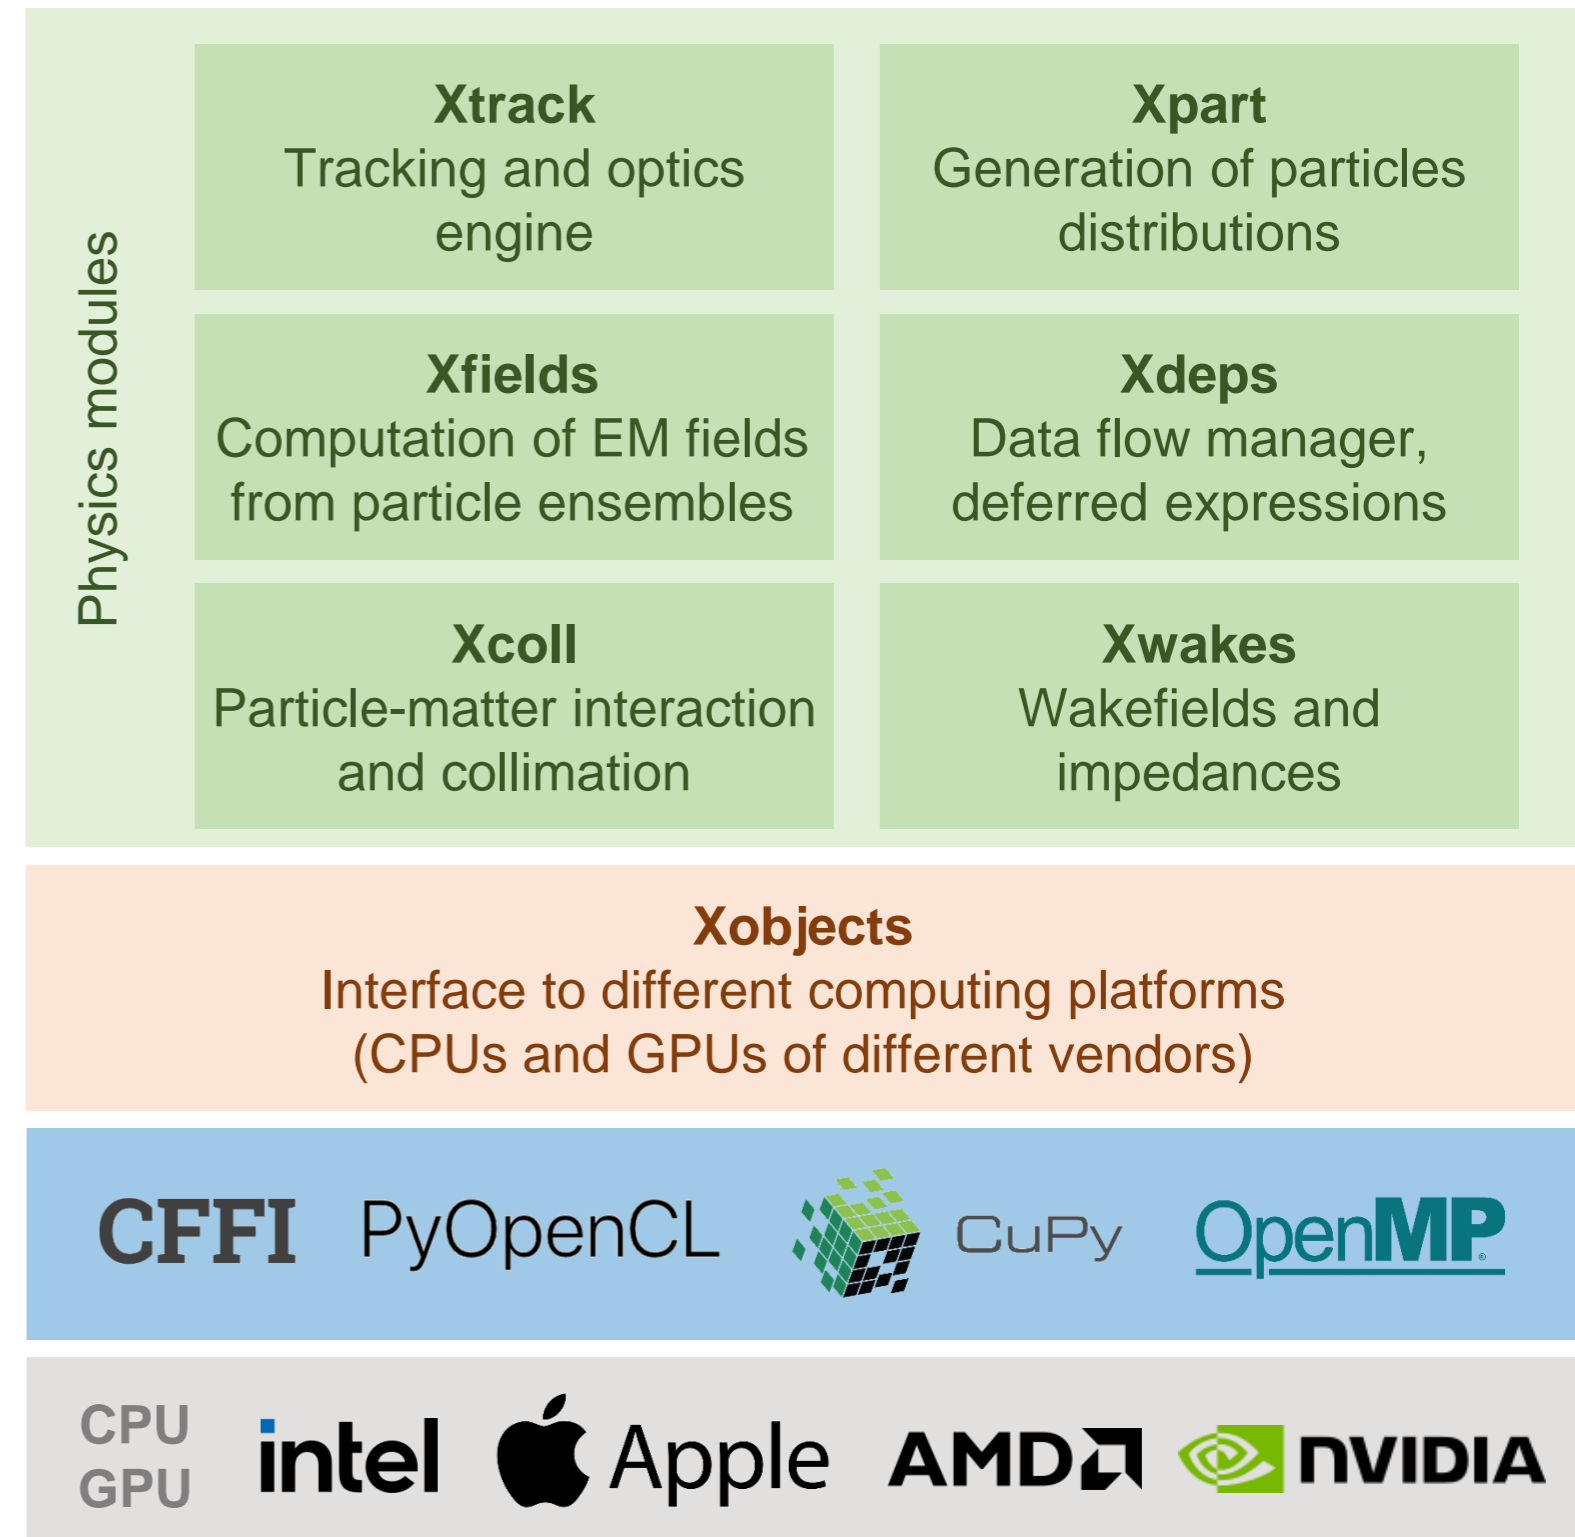 Physics modules
Xtrack
Tracking and optics
engine
Xpart
Generation of particles
distributions
Xfields
Computation of EM fields
from particle ensembles
Xdeps
Data flow manager,
deferred expressions
Xcoll
Particle-matter interaction
and collimation
Xwakes
Wakefields and
impedances
Xobjects
Interface to different computing platforms
(CPUs and GPUs of different vendors)
CFFI PyOpenCL CuPy OpenMP®
CPU
GPU
intel Apple AMD NVIDIA